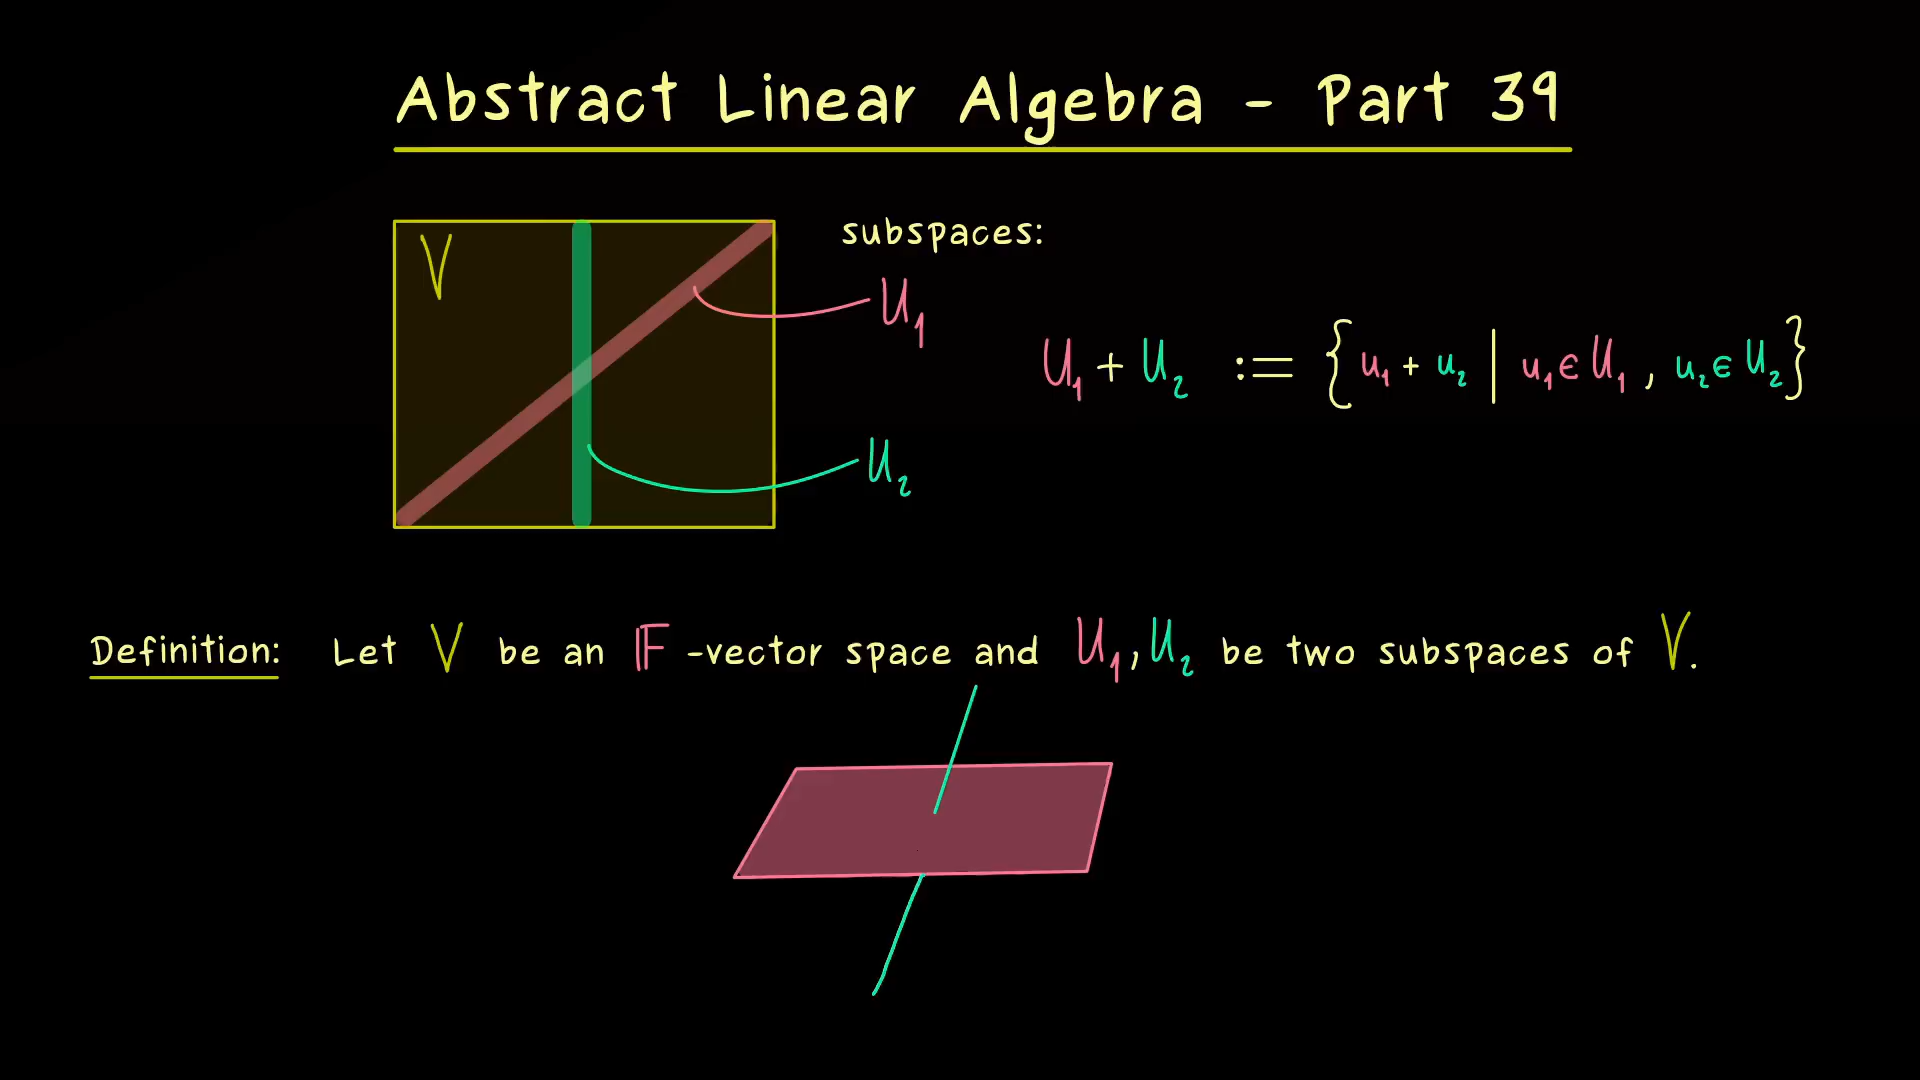 Abstract Linear Algebra - Part 39
V
subspaces:
U₁
U₁ + U₂ := { u₁ + u₂ | u₁ ∈ U₁ , u₂ ∈ U₂ }
U₂
Definition: Let V be an 𝔽 -vector space and U₁, U₂ be two subspaces of V.